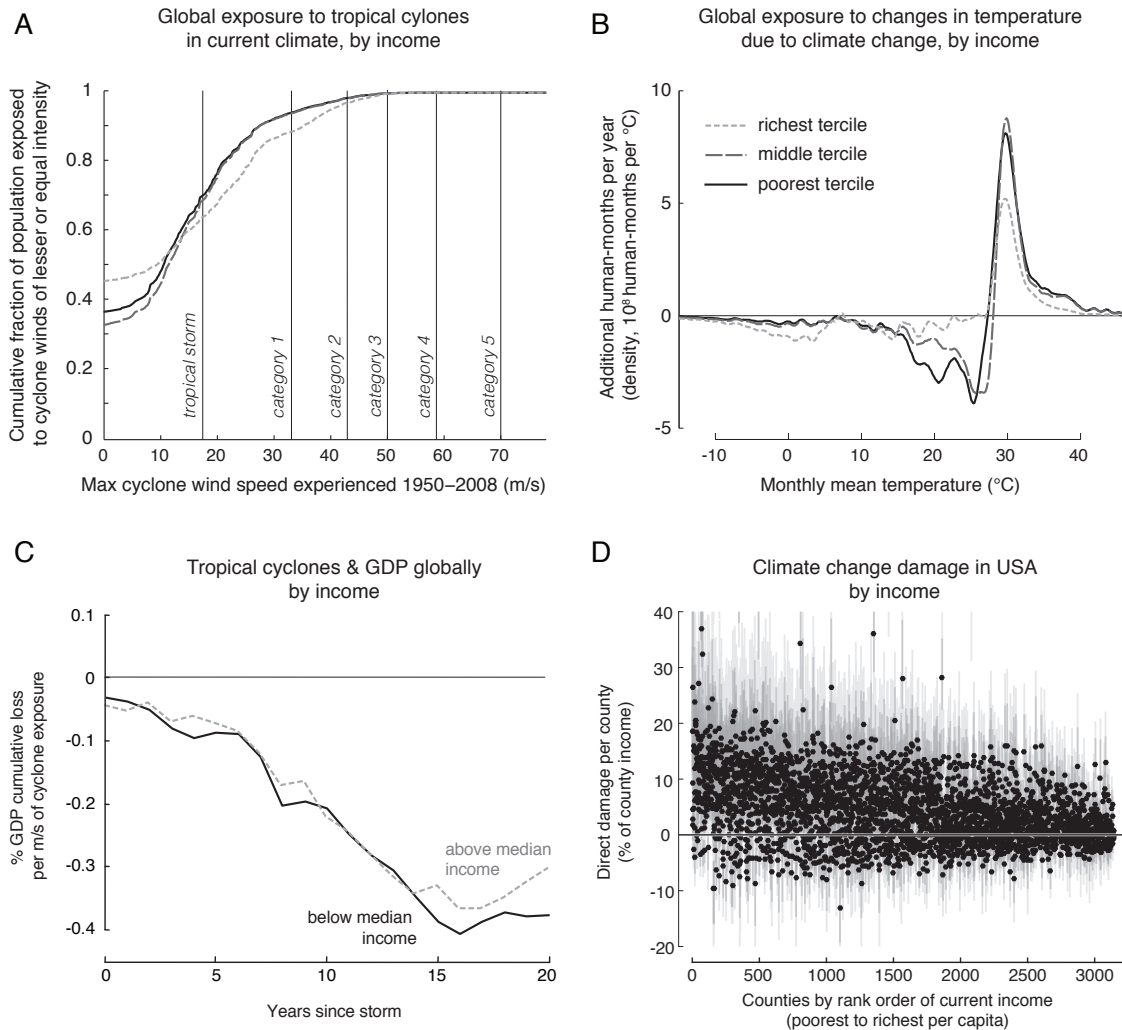 A
Global exposure to tropical cylones
in current climate, by income
Cumulative fraction of population exposed
to cyclone winds of lesser or equal intensity
1
0.8
0.6
0.4
0.2
0
tropical storm
category 1
category 2
category 3
category 4
category 5
0 10 20 30 40 50 60 70
Max cyclone wind speed experienced 1950–2008 (m/s)
B
Global exposure to changes in temperature
due to climate change, by income
Additional human-months per year
(density, 10⁸ human-months per °C)
10
5
0
-5
richest tercile
middle tercile
poorest tercile
-10 0 10 20 30 40
Monthly mean temperature (°C)
C
Tropical cyclones & GDP globally
by income
% GDP cumulative loss
per m/s of cyclone exposure
0.1
0
-0.1
-0.2
-0.3
-0.4
above median
income
below median
income
0 5 10 15 20
Years since storm
D
Climate change damage in USA
by income
Direct damage per county
(% of county income)
40
30
20
10
0
-10
-20
0 500 1000 1500 2000 2500 3000
Counties by rank order of current income
(poorest to richest per capita)